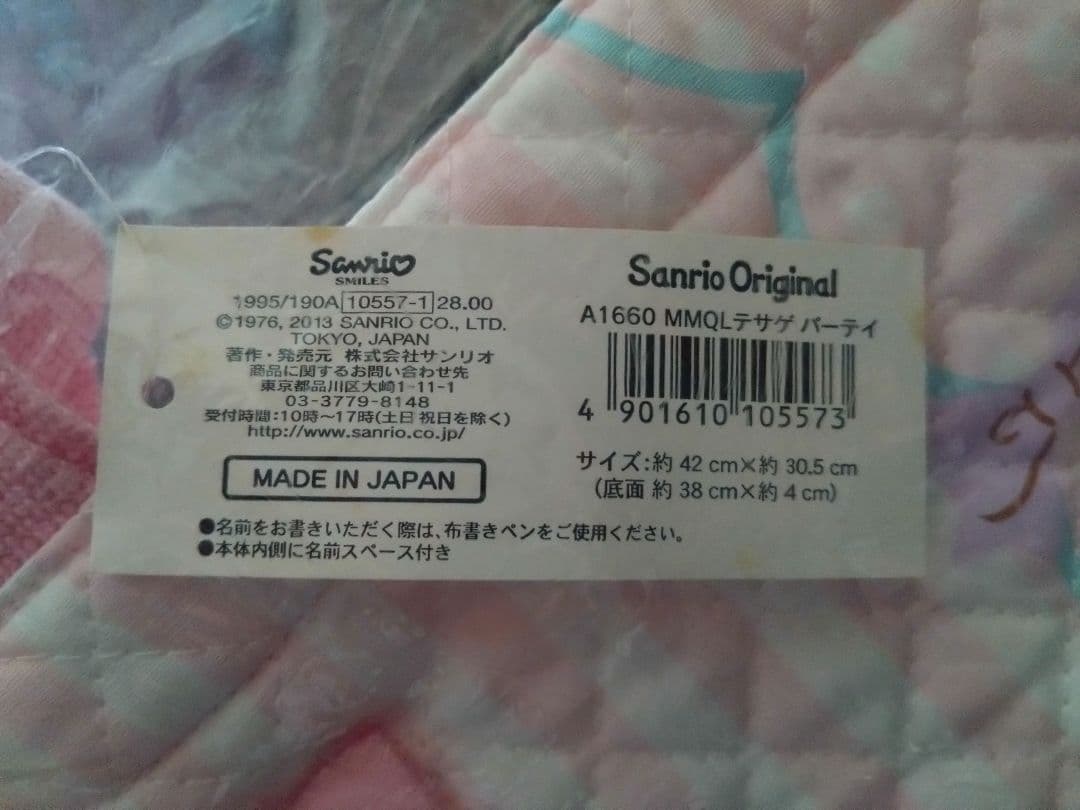 Sanrio
SMILES
1995/190A 10557-1 28.00
©1976, 2013 SANRIO CO., LTD.
TOKYO, JAPAN
著作・発売元 株式会社サンリオ
商品に関するお問い合わせ先
東京都品川区大崎1-11-1
03-3779-8148
受付時間:10時～17時(土日 祝日を除く)
http://www.sanrio.co.jp/
MADE IN JAPAN
Sanrio Original
A1660 MMQLテサゲ パーテイ
4 901610 105573
サイズ:約 42 cm×約 30.5 cm
(底面 約 38 cm×約 4 cm)
●名前をお書きいただく際は、布書きペンをご使用ください。
●本体内側に名前スペース付き